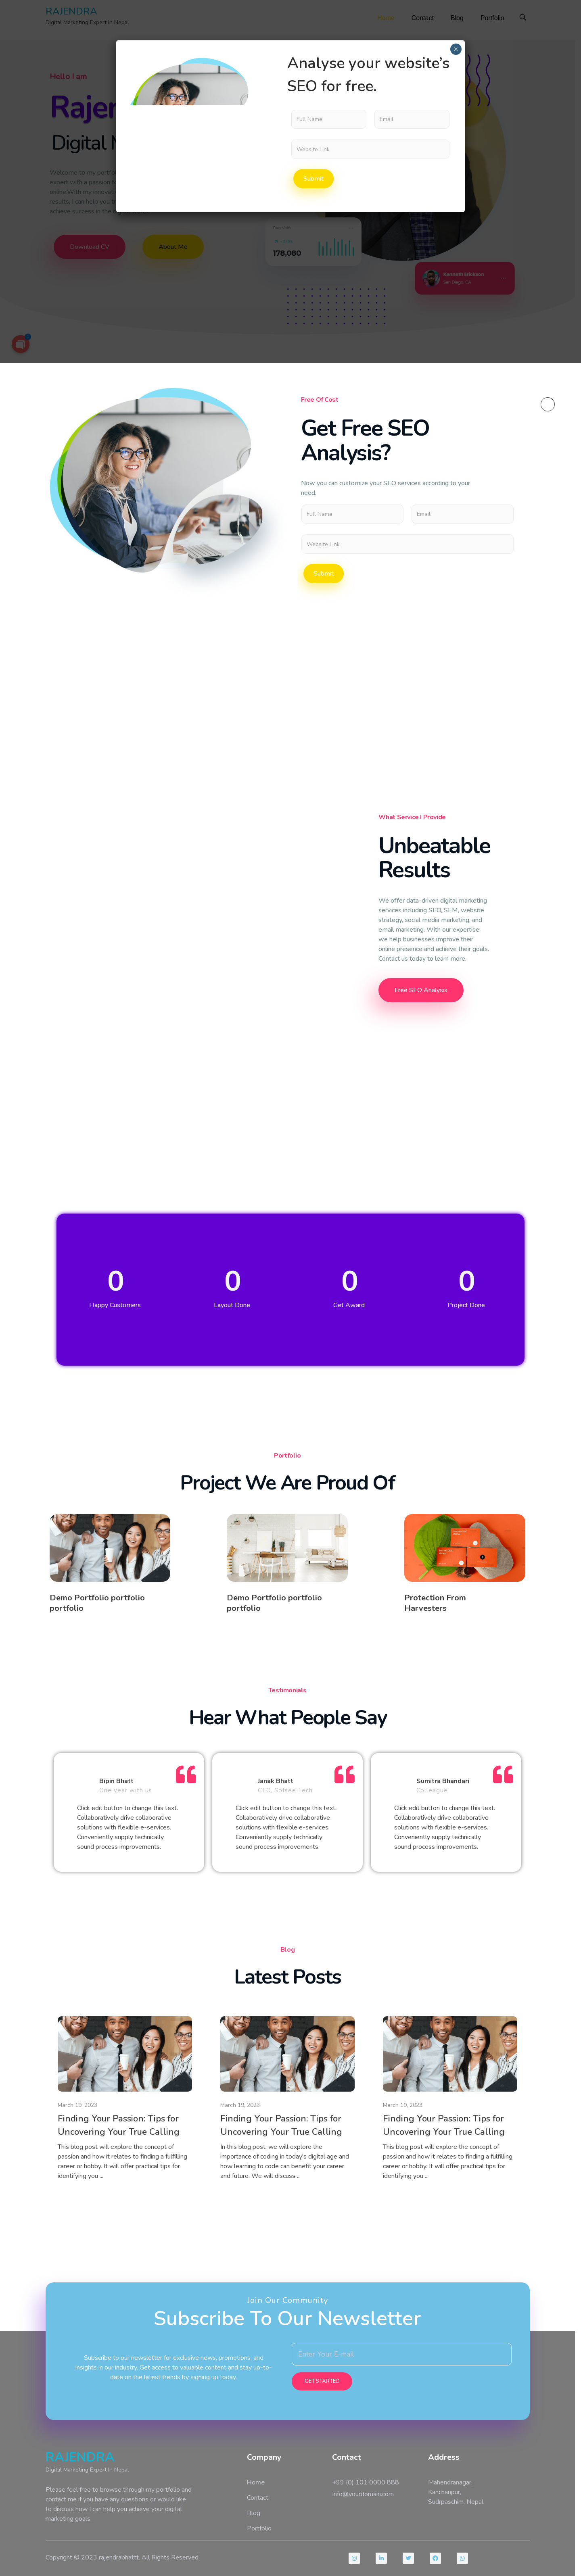 RAJENDRA
Digital Marketing Expert In Nepal
Home
Contact
Blog
Portfolio
Hello I am
Digital
Download CV
About Me
178,080
×
Analyse your website's
SEO for free.
Full Name
Email
Website Link
Submit
Free Of Cost
Get Free SEO
Analysis?
Now you can customize your SEO services according to your
need.
Full Name
Email
Website Link
Submit
What Service I Provide
Unbeatable
Results
We offer data-driven digital marketing
services including SEO, SEM, website
strategy, social media marketing, and
email marketing. With our expertise,
we help businesses improve their
online presence and achieve their goals.
Contact us today to learn more.
Free SEO Analysis
0
Happy Customers
0
Layout Done
0
Get Award
0
Project Done
Portfolio
Project We Are Proud Of
Demo Portfolio portfolio
portfolio
Demo Portfolio portfolio
portfolio
Protection From
Harvesters
Testimonials
Hear What People Say
Bipin Bhatt
One year with us
Click edit button to change this text.
Collaboratively drive collaborative
solutions with flexible e-services.
Conveniently supply technically
sound process improvements.
Janak Bhatt
CEO, Sofsee Tech
Click edit button to change this text.
Collaboratively drive collaborative
solutions with flexible e-services.
Conveniently supply technically
sound process improvements.
Sumitra Bhandari
Colleague
Click edit button to change this text.
Collaboratively drive collaborative
solutions with flexible e-services.
Conveniently supply technically
sound process improvements.
Blog
Latest Posts
March 19, 2023
Finding Your Passion: Tips for
Uncovering Your True Calling
This blog post will explore the concept of
passion and how it relates to finding a fulfilling
career or hobby. It will offer practical tips for
identifying you ...
March 19, 2023
Finding Your Passion: Tips for
Uncovering Your True Calling
In this blog post, we will explore the
importance of coding in today's digital age and
how learning to code can benefit your career
and future. We will discuss ...
March 19, 2023
Finding Your Passion: Tips for
Uncovering Your True Calling
This blog post will explore the concept of
passion and how it relates to finding a fulfilling
career or hobby. It will offer practical tips for
identifying you ...
Join Our Community
Subscribe To Our Newsletter
Subscribe to our newsletter for exclusive news, promotions, and
insights in our industry. Get access to valuable content and stay up-to-
date on the latest trends by signing up today.
Enter Your E-mail
GET STARTED
RAJENDRA
Digital Marketing Expert In Nepal
Please feel free to browse through my portfolio and
contact me if you have any questions or would like
to discuss how I can help you achieve your digital
marketing goals.
Company
Home
Contact
Blog
Portfolio
Contact
+99 (0) 101 0000 888
Info@yourdomain.com
Address
Mahendranagar,
Kanchanpur,
Sudrpaschim, Nepal
Copyright © 2023 rajendrabhattt. All Rights Reserved.